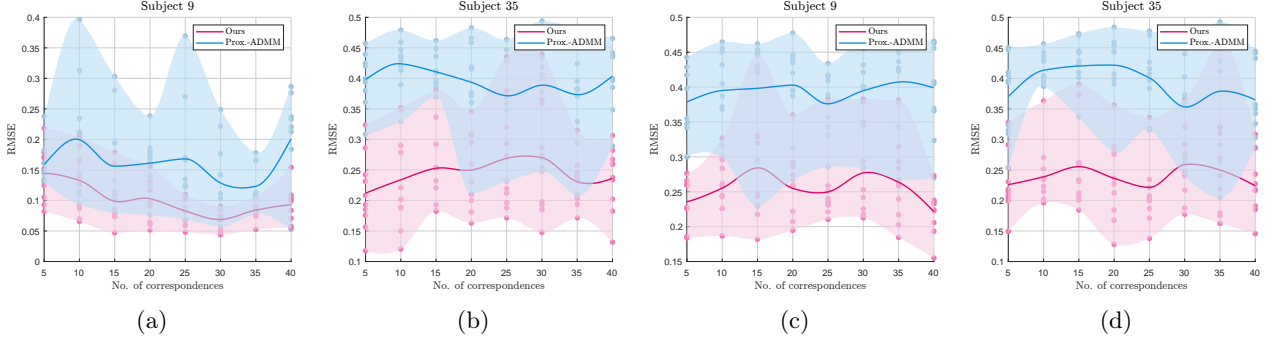 Subject 9
0.4
0.35
0.3
0.25
0.2
0.15
0.1
0.05
0
RMSE
5 10 15 20 25 30 35 40
No. of correspondences
Ours
Prox.-ADMM
(a)
Subject 35
0.5
0.45
0.4
0.35
0.3
0.25
0.2
0.15
0.1
RMSE
5 10 15 20 25 30 35 40
No. of correspondences
Ours
Prox.-ADMM
(b)
Subject 9
0.5
0.45
0.4
0.35
0.3
0.25
0.2
0.15
RMSE
5 10 15 20 25 30 35 40
No. of correspondences
Ours
Prox.-ADMM
(c)
Subject 35
0.5
0.45
0.4
0.35
0.3
0.25
0.2
0.15
0.1
RMSE
5 10 15 20 25 30 35 40
No. of correspondences
Ours
Prox.-ADMM
(d)